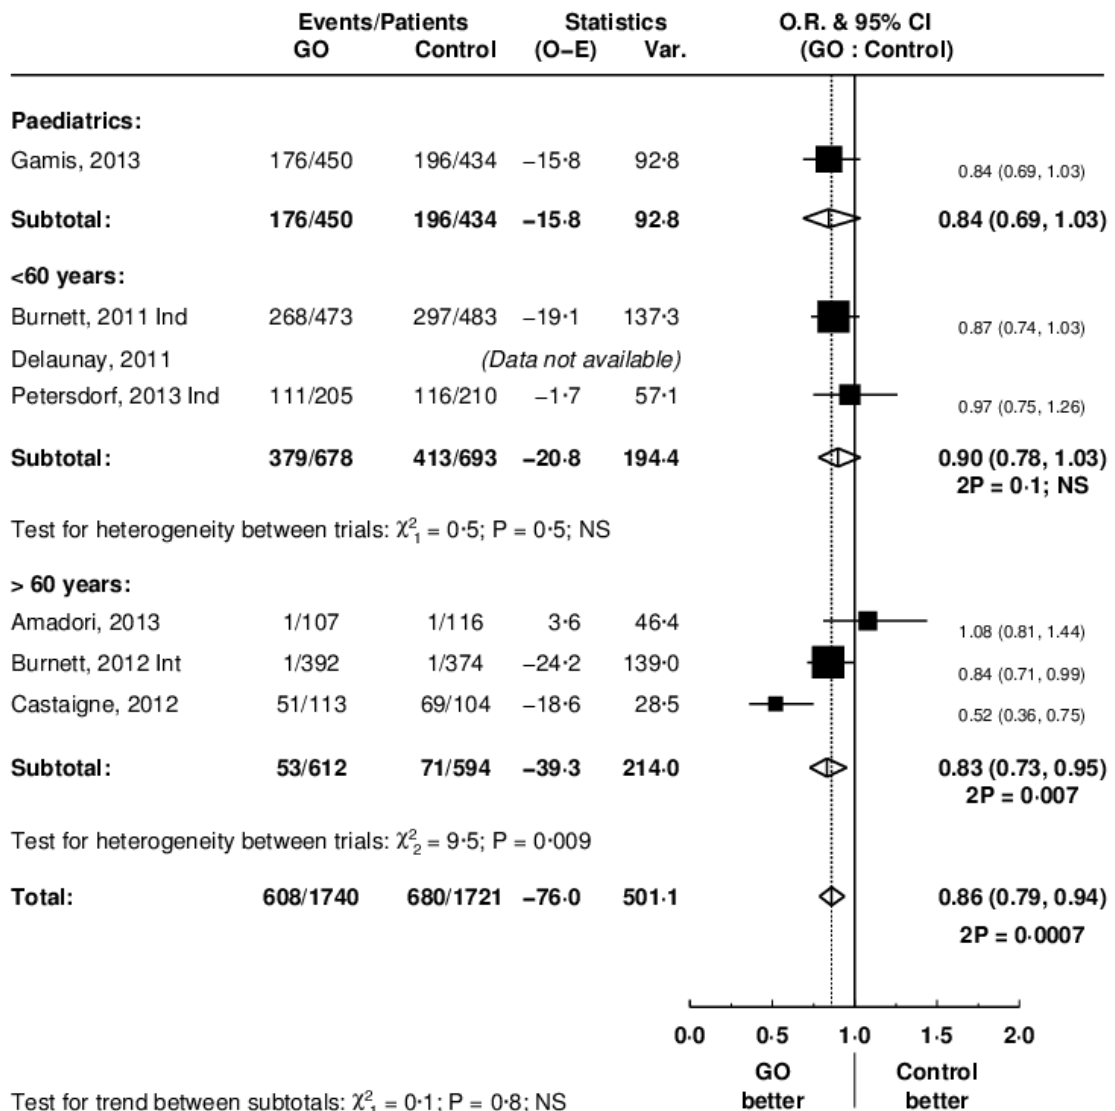 Events/Patients Statistics O.R. & 95% CI
GO Control (O–E) Var. (GO : Control)
Paediatrics:
Gamis, 2013 176/450 196/434 –15·8 92·8 0.84 (0.69, 1.03)
Subtotal: 176/450 196/434 –15·8 92·8 0.84 (0.69, 1.03)
<60 years:
Burnett, 2011 Ind 268/473 297/483 –19·1 137·3 0.87 (0.74, 1.03)
Delaunay, 2011 (Data not available)
Petersdorf, 2013 Ind 111/205 116/210 –1·7 57·1 0.97 (0.75, 1.26)
Subtotal: 379/678 413/693 –20·8 194·4 0.90 (0.78, 1.03)
2P = 0·1; NS
Test for heterogeneity between trials: χ²₁ = 0·5; P = 0·5; NS
> 60 years:
Amadori, 2013 1/107 1/116 3·6 46·4 1.08 (0.81, 1.44)
Burnett, 2012 Int 1/392 1/374 –24·2 139·0 0.84 (0.71, 0.99)
Castaigne, 2012 51/113 69/104 –18·6 28·5 0.52 (0.36, 0.75)
Subtotal: 53/612 71/594 –39·3 214·0 0.83 (0.73, 0.95)
2P = 0·007
Test for heterogeneity between trials: χ²₂ = 9·5; P = 0·009
Total: 608/1740 680/1721 –76·0 501·1 0.86 (0.79, 0.94)
2P = 0·0007
0·0 0·5 1·0 1·5 2·0
GO Control
better better
Test for trend between subtotals: χ²₁ = 0·1; P = 0·8; NS